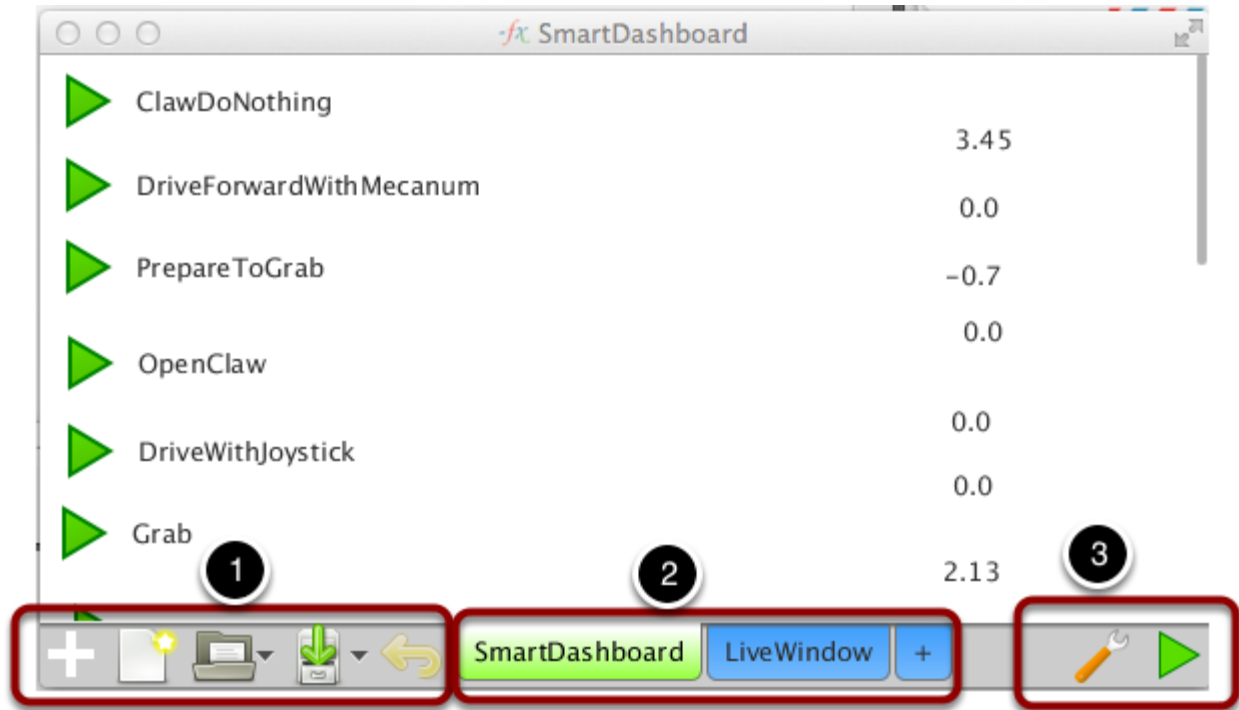 fx SmartDashboard
ClawDoNothing
3.45
DriveForwardWithMecanum
0.0
PrepareToGrab
-0.7
0.0
OpenClaw
0.0
DriveWithJoystick
0.0
Grab
2.13
1
2
3
SmartDashboard LiveWindow +